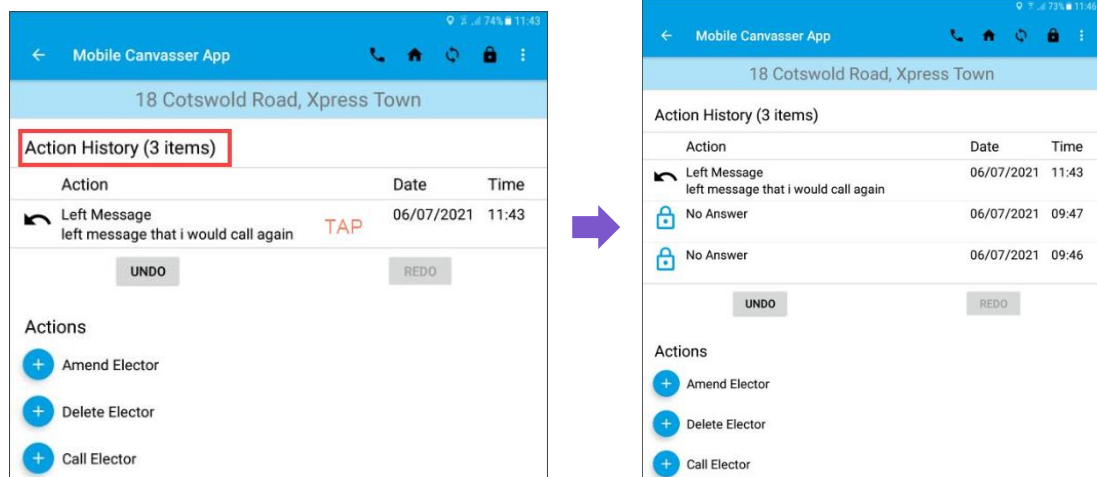 74% 11:43
Mobile Canvasser App
18 Cotswold Road, Xpress Town
Action History (3 items)
Action Date Time
Left Message 06/07/2021 11:43
left message that i would call again
TAP
UNDO REDO
Actions
Amend Elector
Delete Elector
Call Elector
73% 11:46
Mobile Canvasser App
18 Cotswold Road, Xpress Town
Action History (3 items)
Action Date Time
Left Message 06/07/2021 11:43
left message that i would call again
No Answer 06/07/2021 09:47
No Answer 06/07/2021 09:46
UNDO REDO
Actions
Amend Elector
Delete Elector
Call Elector